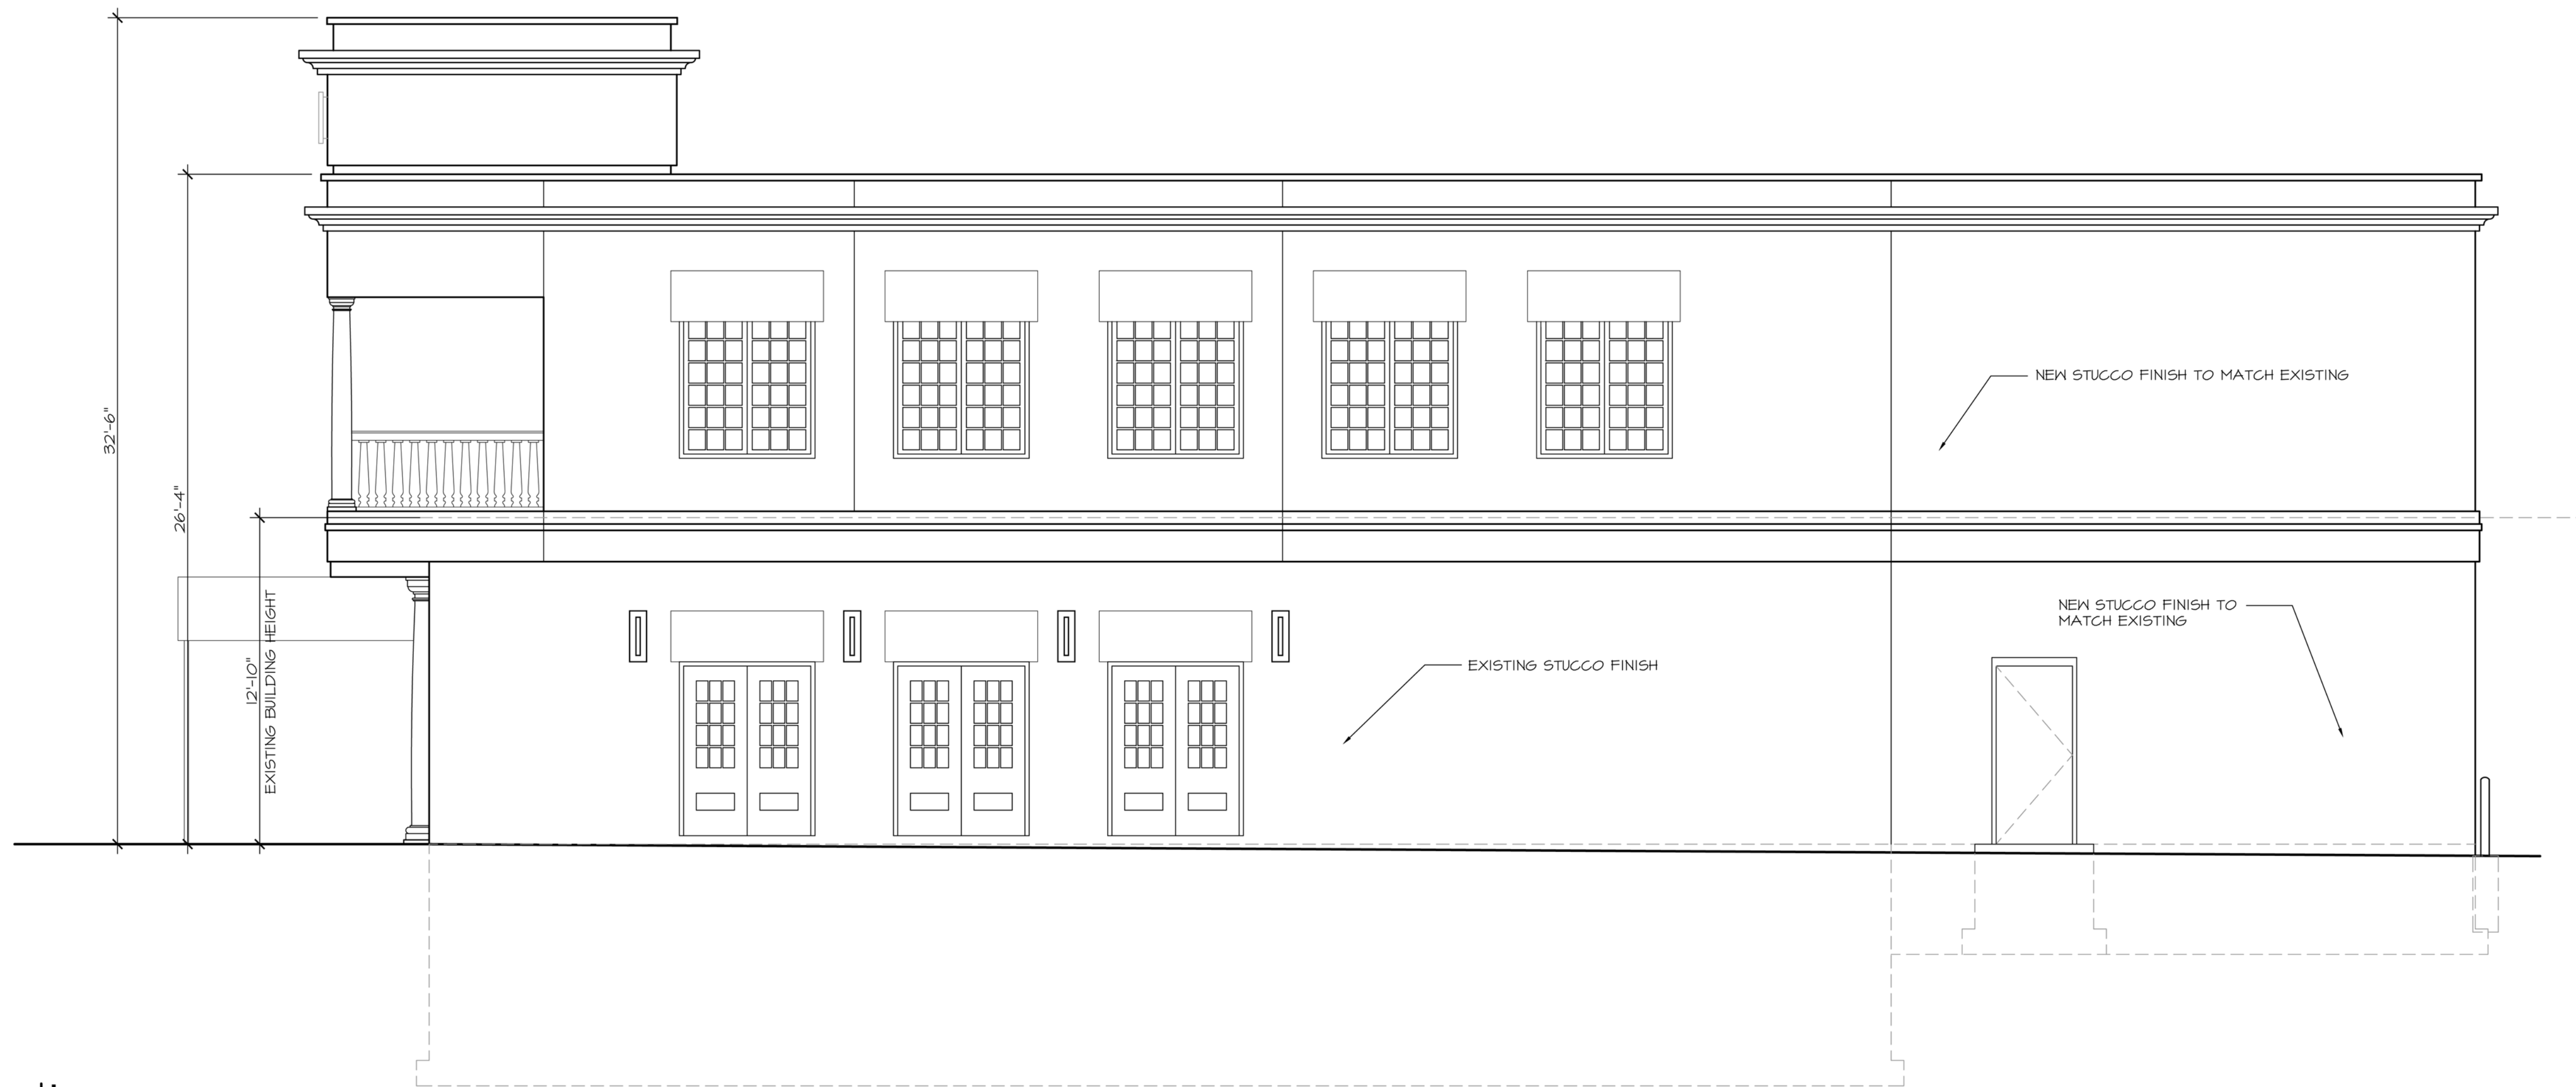 32'-6"
26'-4"
12'-10"
EXISTING BUILDING HEIGHT
NEW STUCCO FINISH TO MATCH EXISTING
NEW STUCCO FINISH TO
MATCH EXISTING
EXISTING STUCCO FINISH